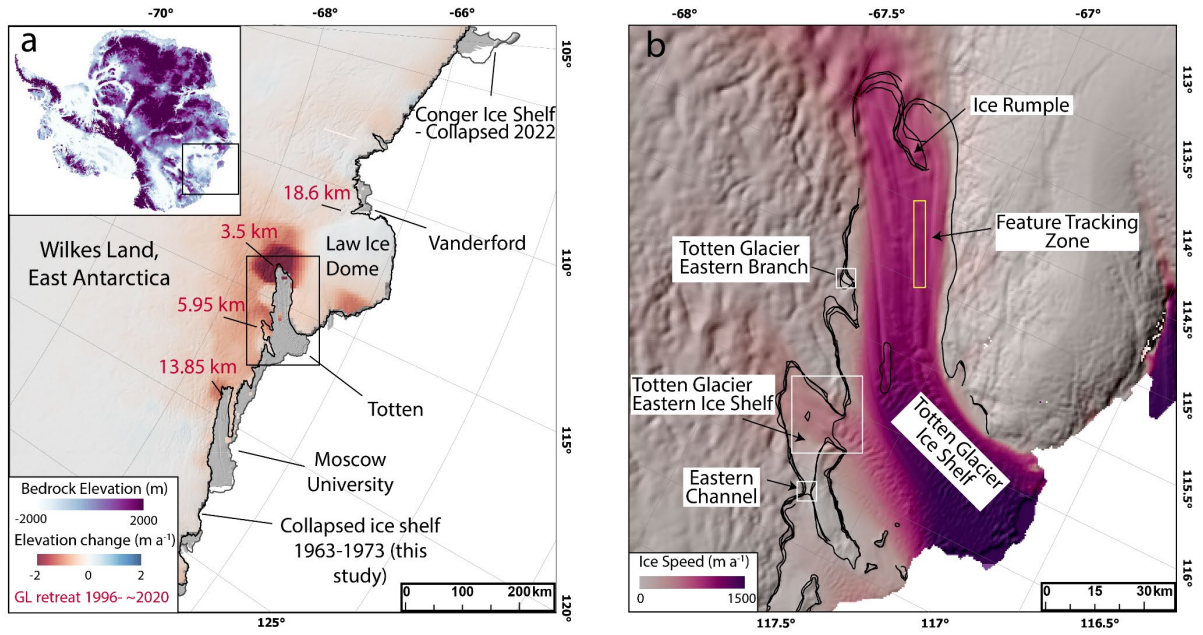 -70°
-68°
-66°
a
105°
Conger Ice Shelf
- Collapsed 2022
18.6 km
Vanderford
3.5 km
Law Ice
Dome
110°
Wilkes Land,
East Antarctica
5.95 km
13.85 km
Totten
115°
Moscow
University
Collapsed ice shelf
1963-1973 (this
study)
Bedrock Elevation (m)
-2000
2000
Elevation change (m a⁻¹)
-2
0
2
GL retreat 1996- ~2020
0
100
200 km
120°
125°
-68°
-67.5°
-67°
b
113°
Ice Rumple
113.5°
Feature Tracking
Zone
114°
Totten Glacier
Eastern Branch
114.5°
Totten Glacier
Eastern Ice Shelf
115°
Totten Glacier
Ice Shelf
Eastern
Channel
115.5°
Ice Speed (m a⁻¹)
0
1500
0
15
30 km
116°
117.5°
117°
116.5°